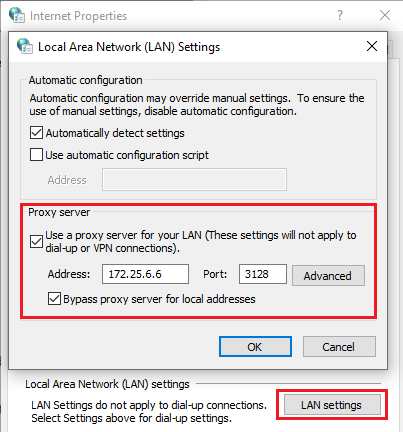 Internet Properties
Local Area Network (LAN) Settings
Automatic configuration
Automatic configuration may override manual settings. To ensure the
use of manual settings, disable automatic configuration.
Automatically detect settings
Use automatic configuration script
Address
Proxy server
Use a proxy server for your LAN (These settings will not apply to
dial-up or VPN connections).
Address: 172.25.6.6 Port: 3128 Advanced
Bypass proxy server for local addresses
OK Cancel
Local Area Network (LAN) settings
LAN Settings do not apply to dial-up connections. LAN settings
Select Settings above for dial-up settings.